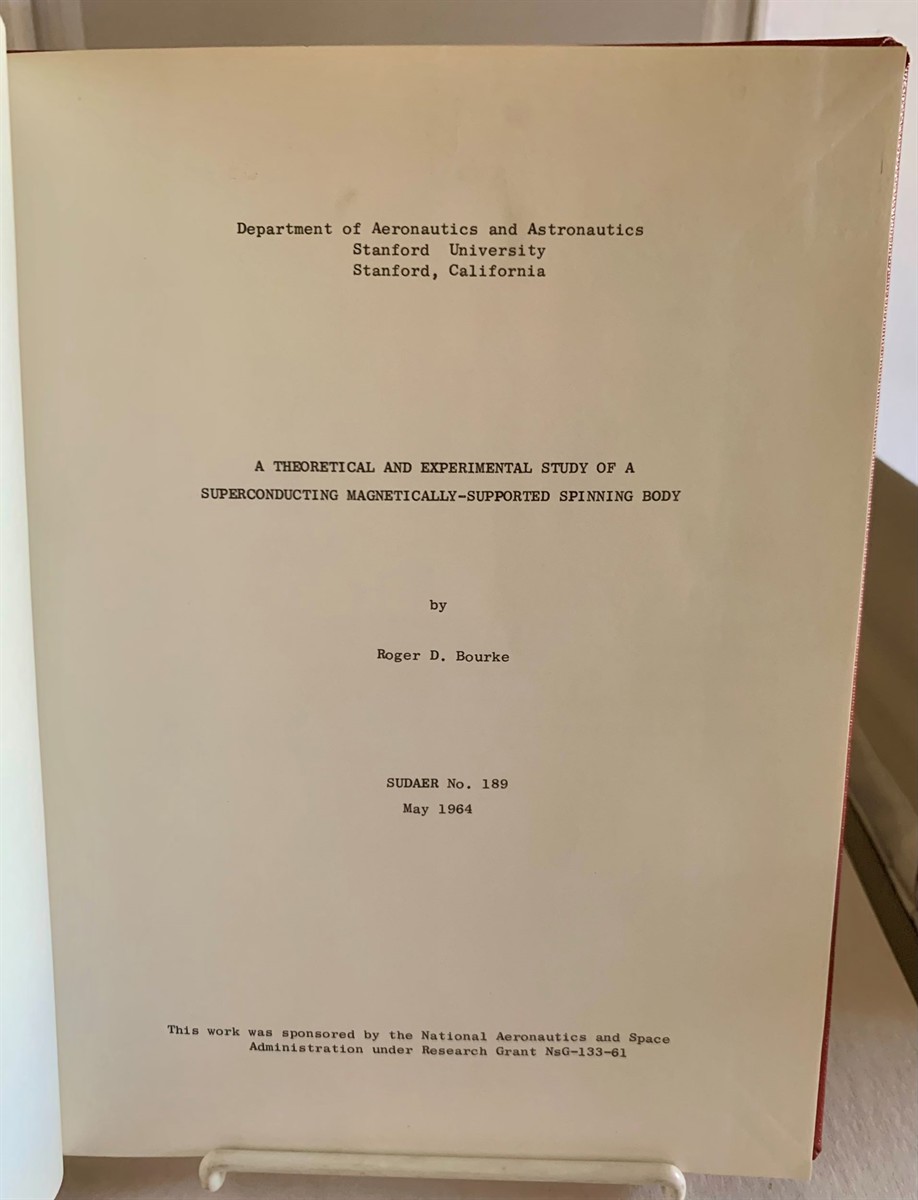 Department of Aeronautics and Astronautics
Stanford University
Stanford, California
A THEORETICAL AND EXPERIMENTAL STUDY OF A
SUPERCONDUCTING MAGNETICALLY-SUPPORTED SPINNING BODY
by
Roger D. Bourke
SUDAER No. 189
May 1964
This work was sponsored by the National Aeronautics and Space
Administration under Research Grant NsG-133-61